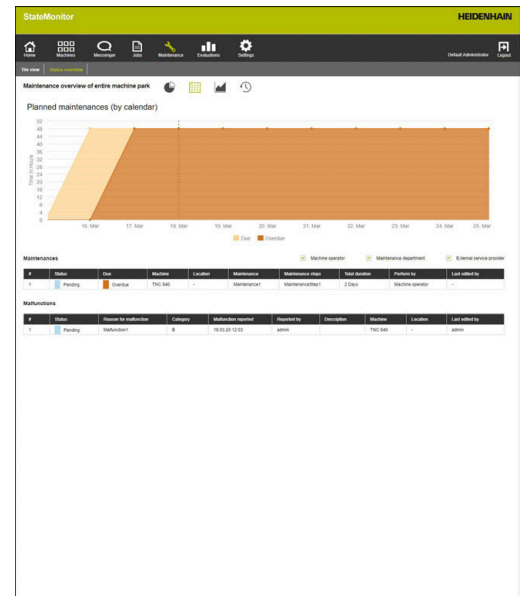 StateMonitor HEIDENHAIN
Home Machines Messenger Jobs Maintenance Evaluations Settings Default Administrator Logout
Tile view Status overview
Maintenance overview of entire machine park
Planned maintenances (by calendar)
Time in Hours
52
48
44
40
36
32
28
24
20
16
12
8
4
0
16. Mar 17. Mar 18. Mar 19. Mar 20. Mar 21. Mar 22. Mar 23. Mar 24. Mar 25. Mar
Due Overdue
Maintenances Machine operator Maintenance department External service provider
# Status Due Machine Location Maintenance Maintenance steps Total duration Perform by Last edited by
1 Pending Overdue TNC 640 - Maintenance1 MaintenanceStep1 2 Days Machine operator -
Malfunctions
# Status Reason for malfunction Category Malfunction reported Reported by Description Machine Location Last edited by
1 Pending Malfunction1 B 18.03.20 12:03 admin TNC 640 - admin